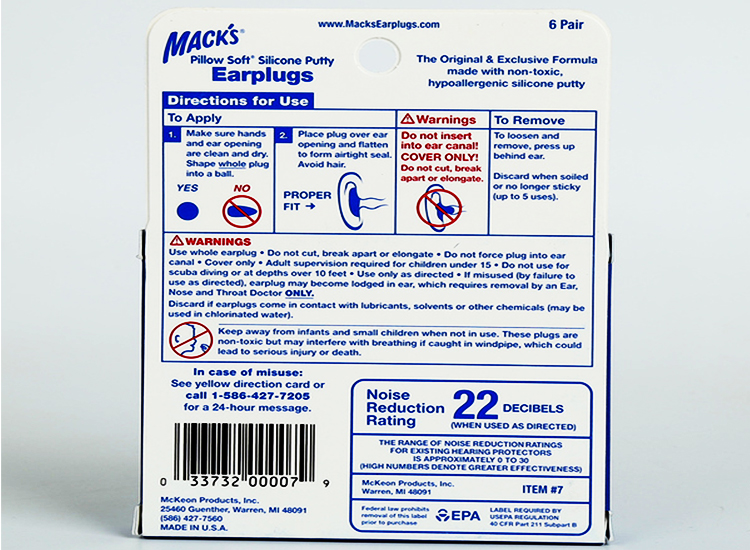 www.MacksEarplugs.com
6 Pair
MACK'S®
Pillow Soft® Silicone Putty
Earplugs
The Original & Exclusive Formula
made with non-toxic,
hypoallergenic silicone putty
Directions for Use
To Apply
1. Make sure hands
and ear opening
are clean and dry.
Shape whole plug
into a ball.
YES NO
2. Place plug over ear
opening and flatten
to form airtight seal.
Avoid hair.
PROPER
FIT →
⚠Warnings
Do not insert
into ear canal!
COVER ONLY!
Do not cut, break
apart or elongate.
To Remove
To loosen and
remove, press up
behind ear.
Discard when soiled
or no longer sticky
(up to 5 uses).
⚠WARNINGS
Use whole earplug • Do not cut, break apart or elongate • Do not force plug into ear
canal • Cover only • Adult supervision required for children under 15 • Do not use for
scuba diving or at depths over 10 feet • Use only as directed • If misused (by failure to
use as directed), earplug may become lodged in ear, which requires removal by an Ear,
Nose and Throat Doctor ONLY.
Discard if earplugs come in contact with lubricants, solvents or other chemicals (may be
used in chlorinated water).
Keep away from infants and small children when not in use. These plugs are
non-toxic but may interfere with breathing if caught in windpipe, which could
lead to serious injury or death.
In case of misuse:
See yellow direction card or
call 1-586-427-7205
for a 24-hour message.
0 33732 00007 9
McKeon Products, Inc.
25460 Guenther, Warren, MI 48091
(586) 427-7560
MADE IN U.S.A.
Noise
Reduction
Rating
22 DECIBELS
(WHEN USED AS DIRECTED)
THE RANGE OF NOISE REDUCTION RATINGS
FOR EXISTING HEARING PROTECTORS
IS APPROXIMATELY 0 TO 30
(HIGH NUMBERS DENOTE GREATER EFFECTIVENESS)
McKeon Products, Inc.
Warren, MI 48091
ITEM #7
Federal law prohibits
removal of this label
prior to purchase
EPA
LABEL REQUIRED BY
USEPA REGULATION
40 CFR Part 211 Subpart B